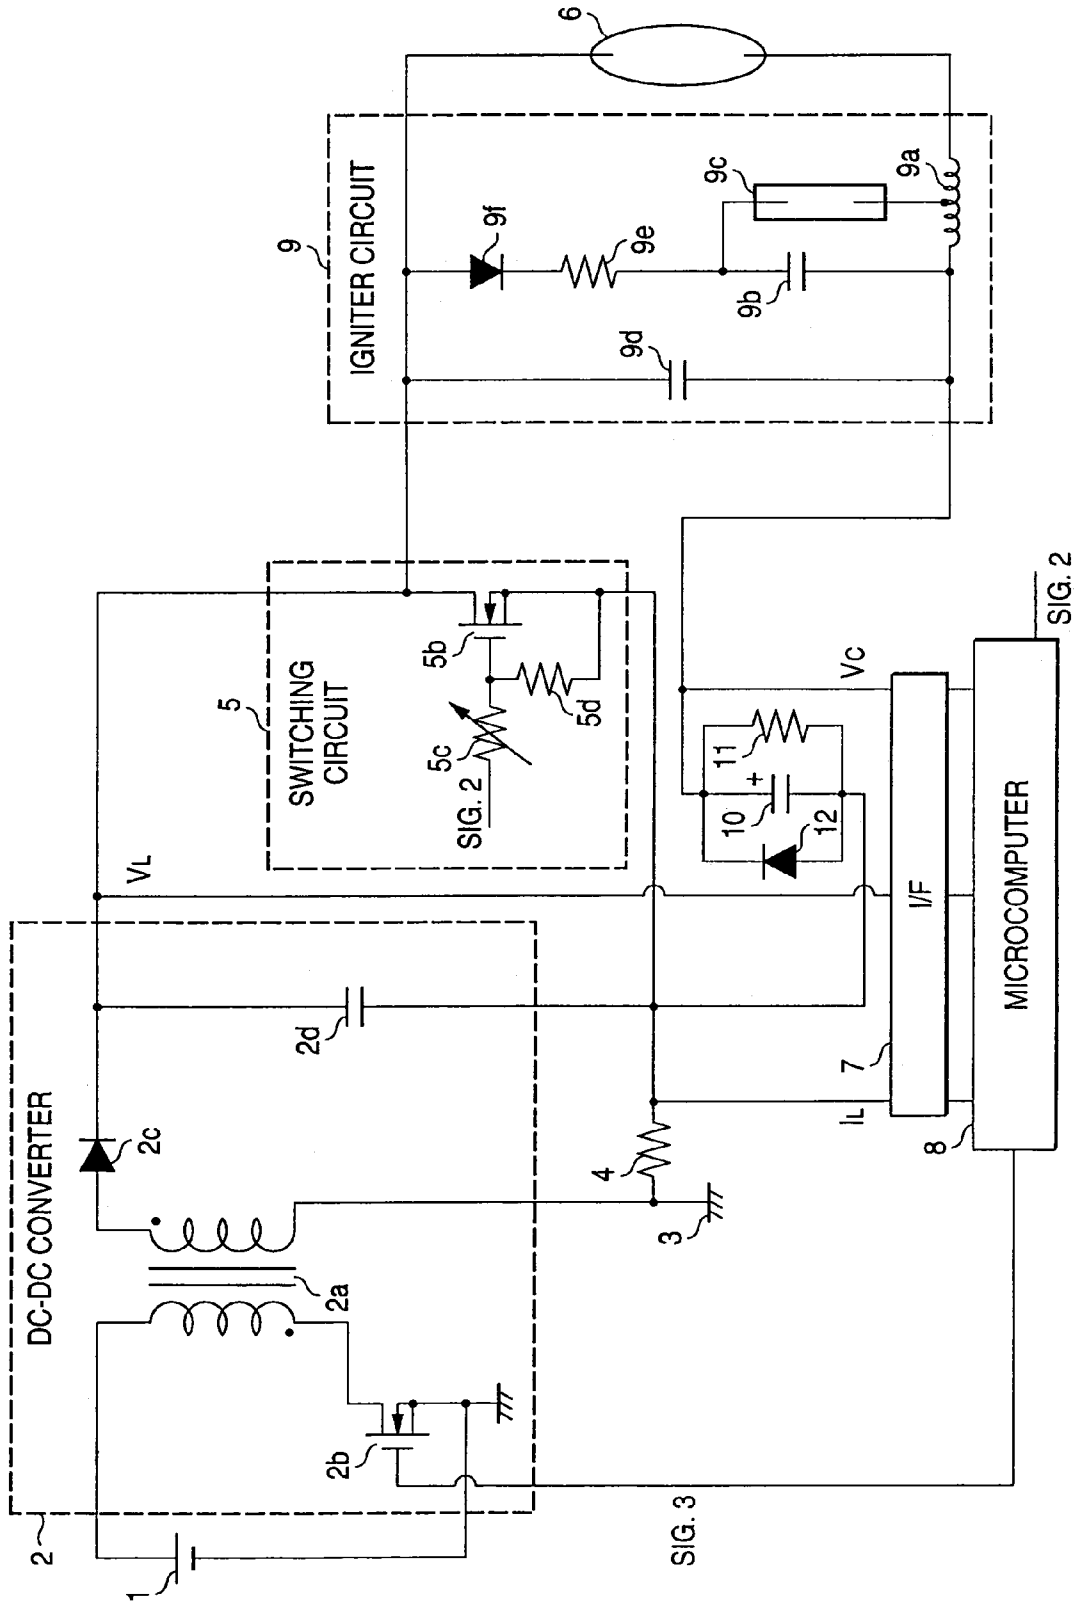 DC-DC CONVERTER
2
1
2a
2b
2c
2d
VL
SIG. 3
3
4
5
SWITCHING
CIRCUIT
5b
5c
5d
SIG. 2
9
IGNITER CIRCUIT
9f
9e
9d
9b
9c
9a
6
10
+
11
12
VC
IL
7
I/F
8
MICROCOMPUTER
SIG. 2